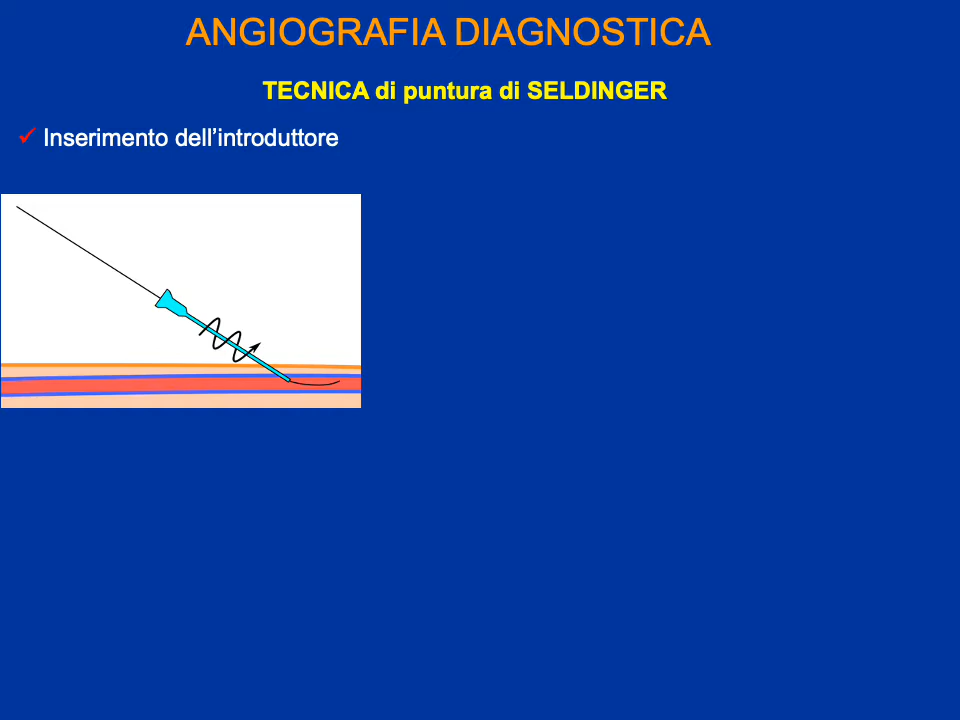 ANGIOGRAFIA DIAGNOSTICA
TECNICA di puntura di SELDINGER
✓ Inserimento dell’introduttore